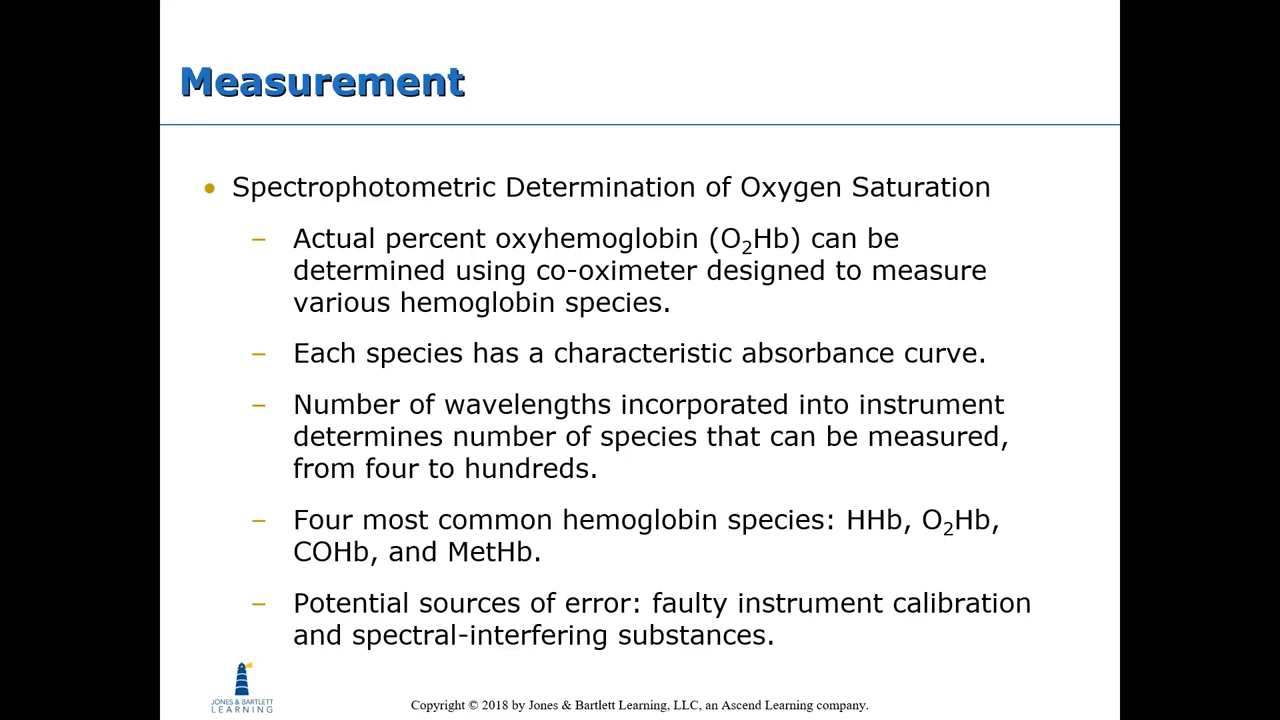 Measurement
• Spectrophotometric Determination of Oxygen Saturation
– Actual percent oxyhemoglobin (O₂Hb) can be
determined using co-oximeter designed to measure
various hemoglobin species.
– Each species has a characteristic absorbance curve.
– Number of wavelengths incorporated into instrument
determines number of species that can be measured,
from four to hundreds.
– Four most common hemoglobin species: HHb, O₂Hb,
COHb, and MetHb.
– Potential sources of error: faulty instrument calibration
and spectral-interfering substances.
JONES & BARTLETT
LEARNING
Copyright © 2018 by Jones & Bartlett Learning, LLC, an Ascend Learning company.